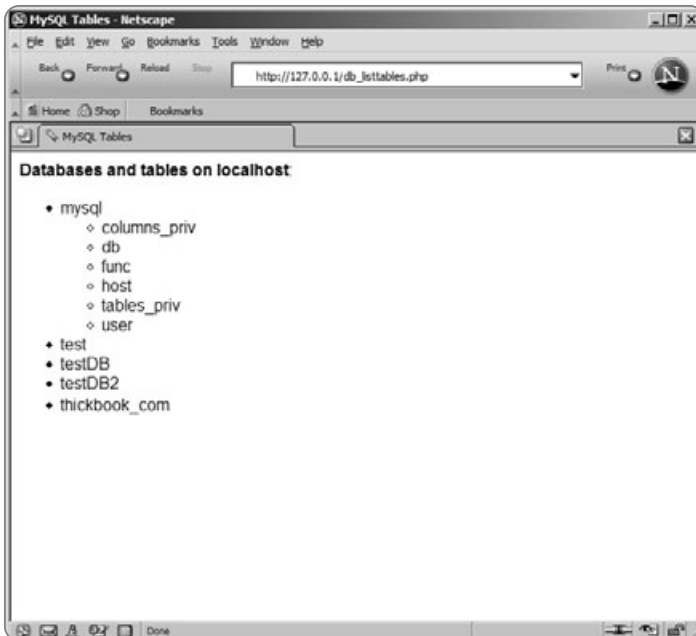 MySQL Tables - Netscape
File Edit View Go Bookmarks Tools Window Help
Back Forward Reload Stop http://127.0.0.1/db_listtables.php Print N
Home Shop Bookmarks
MySQL Tables
Databases and tables on localhost:
mysql
columns_priv
db
func
host
tables_priv
user
test
testDB
testDB2
thickbook_com
Done